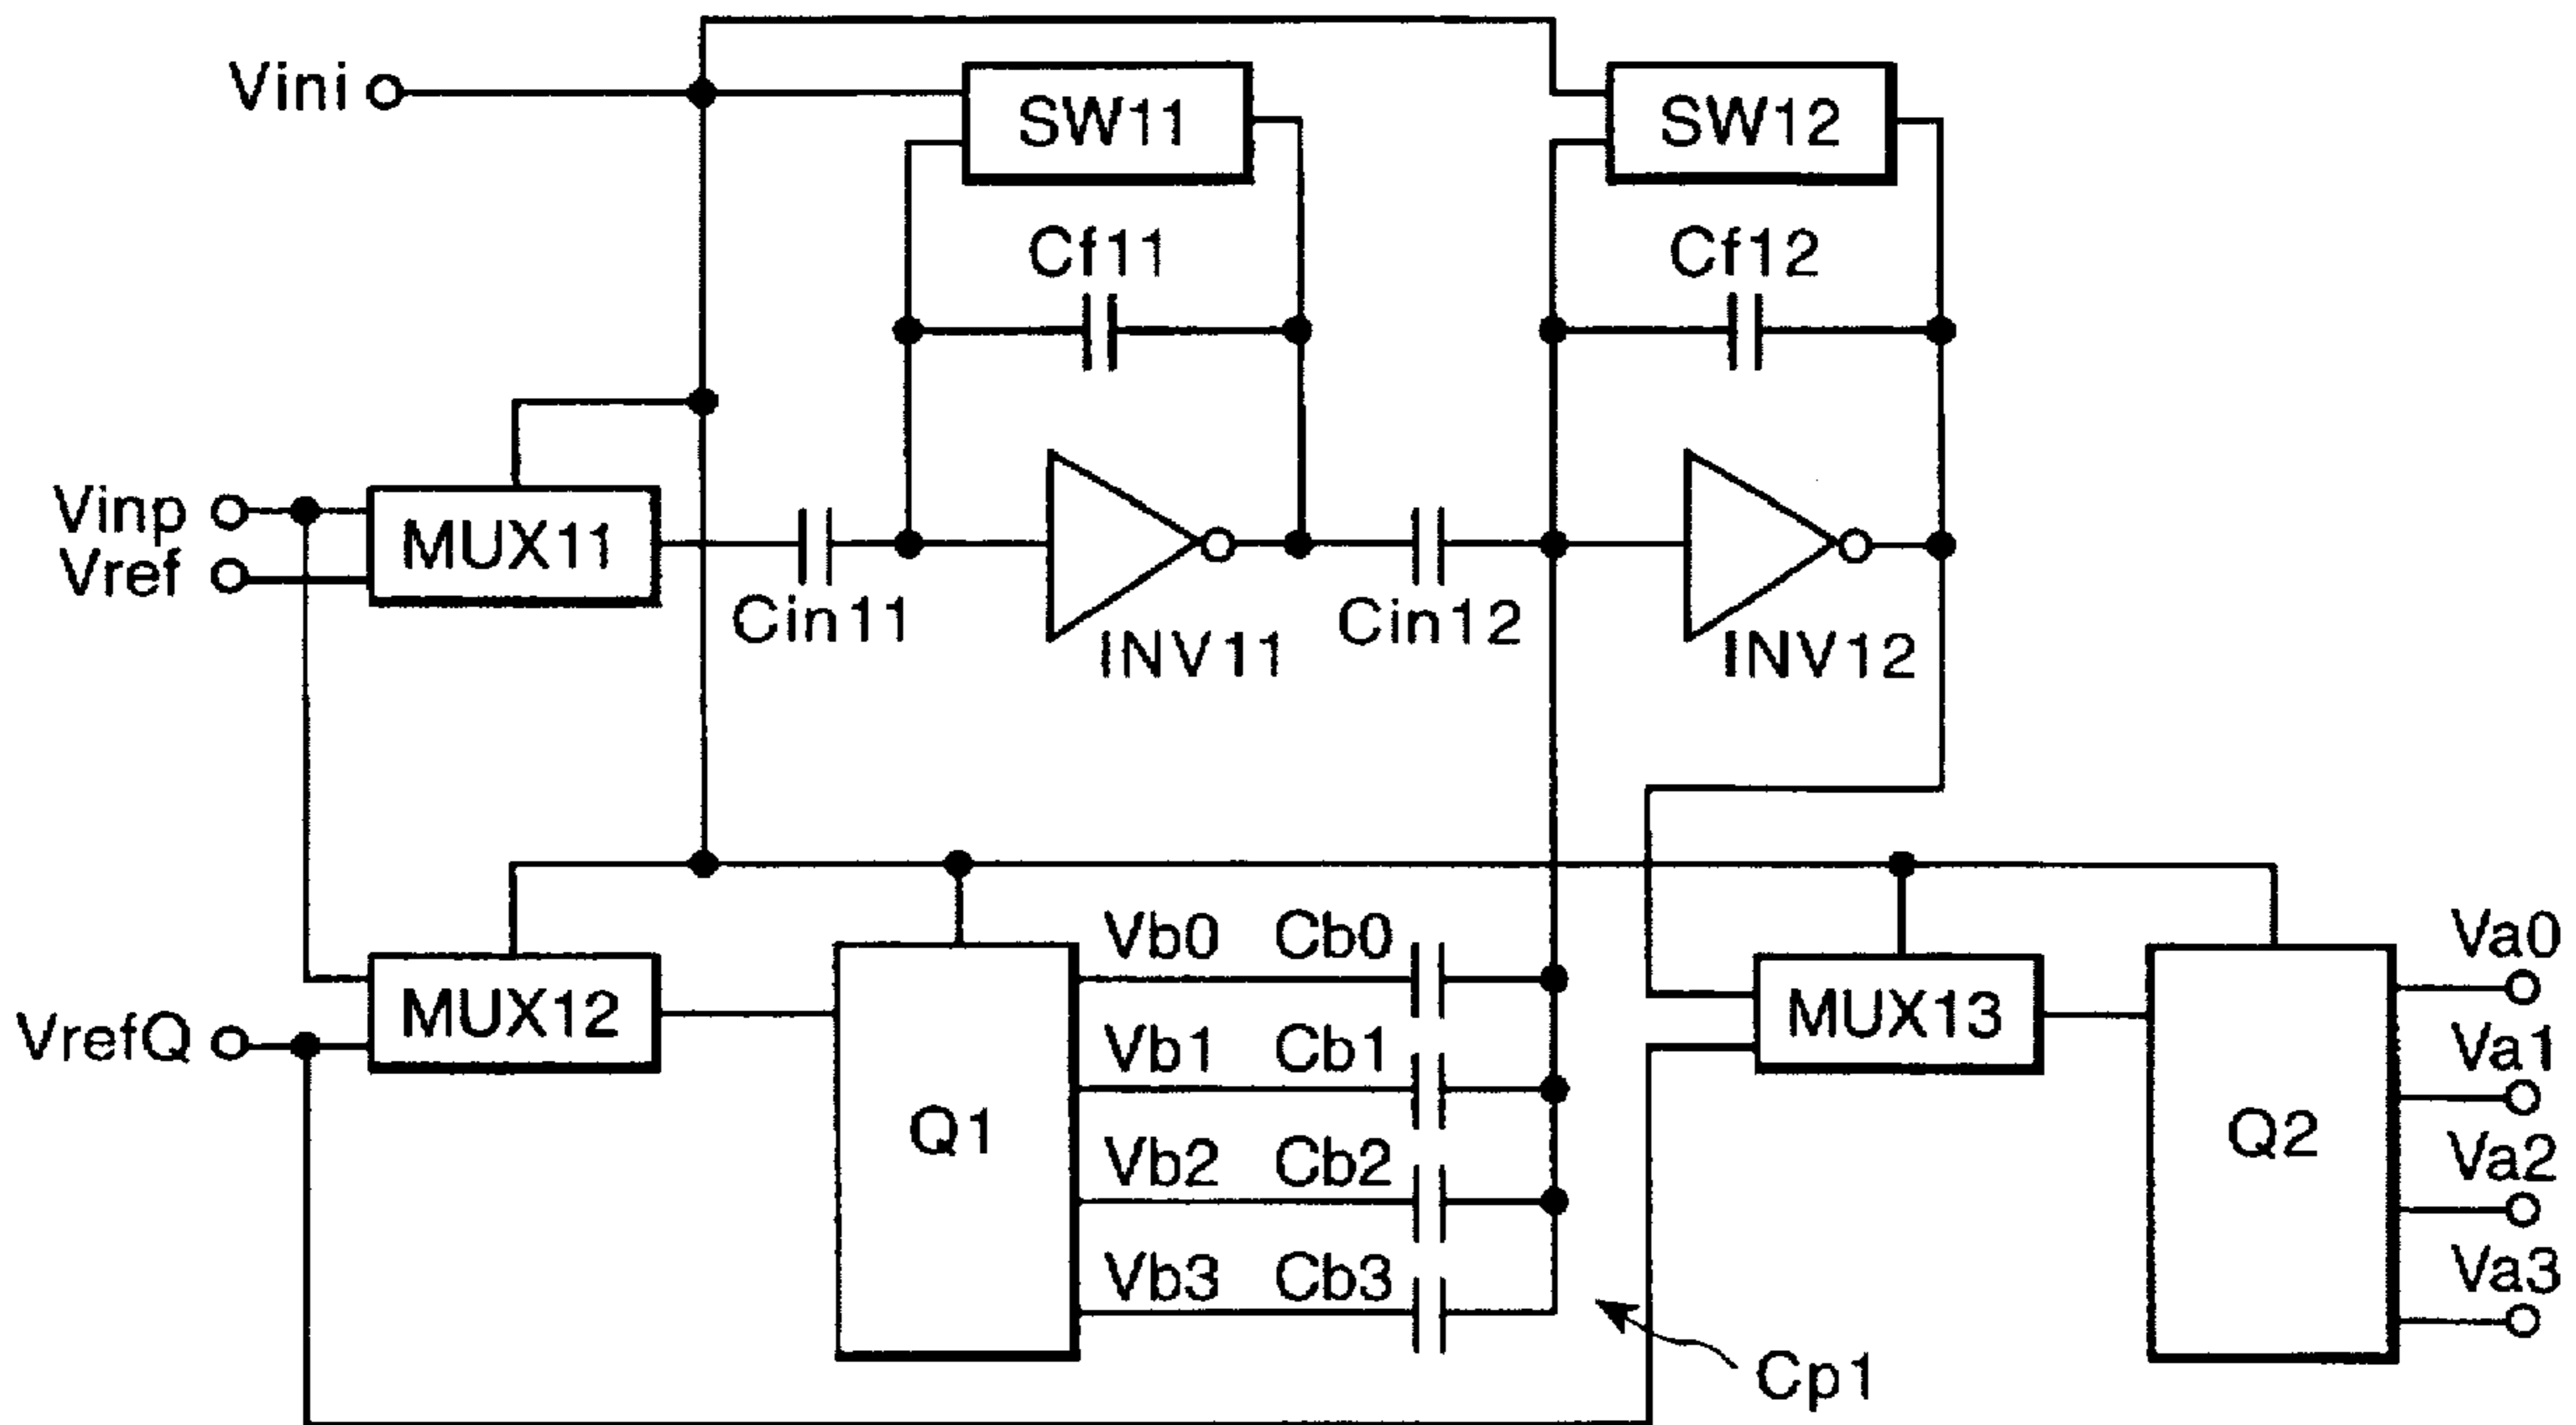 Vini
SW11
SW12
Cf11
Cf12
Vinp
Vref
MUX11
Cin11
INV11
Cin12
INV12
VrefQ
MUX12
Q1
Vb0
Cb0
Vb1
Cb1
Vb2
Cb2
Vb3
Cb3
Cp1
MUX13
Q2
Va0
Va1
Va2
Va3